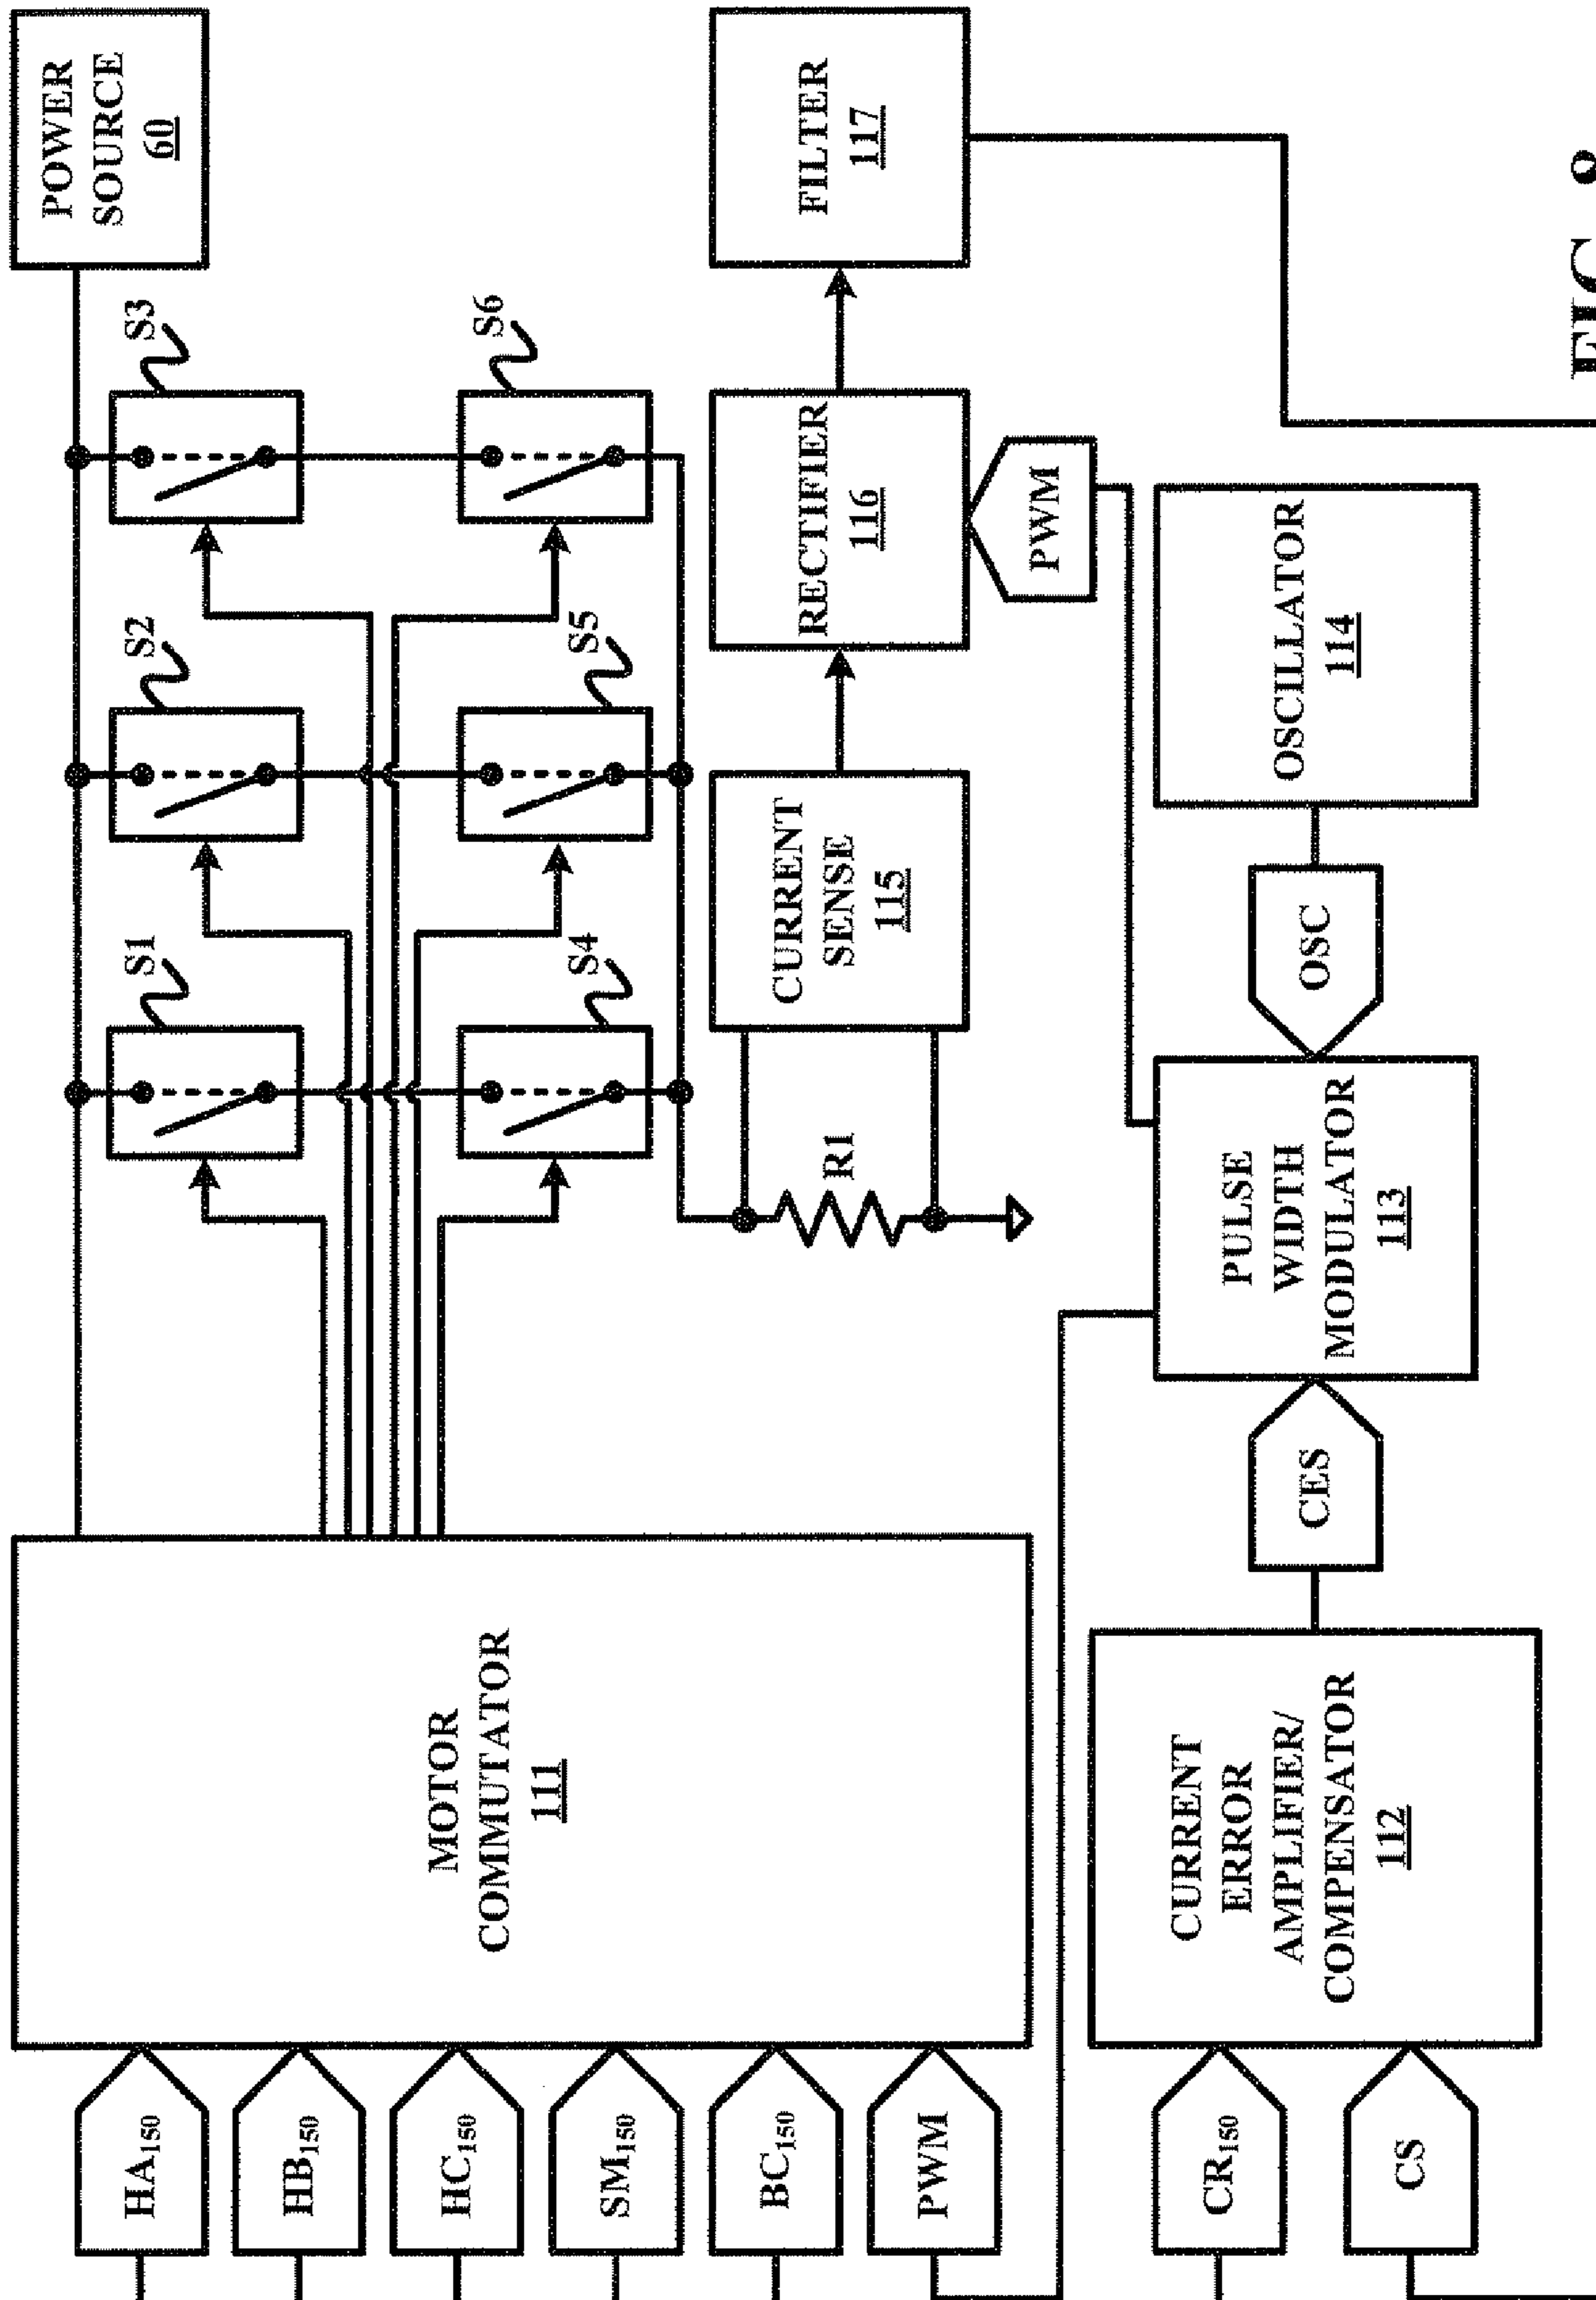 POWER
SOURCE
60
S1
S2
S3
S4
S5
S6
MOTOR
COMMUTATOR
111
HA150
HB150
HC150
SM150
BC150
PWM
R1
CURRENT
SENSE
115
RECTIFIER
116
FILTER
117
PWM
CR150
CS
CURRENT
ERROR
AMPLIFIER/
COMPENSATOR
112
CES
PULSE
WIDTH
MODULATOR
113
OSC
OSCILLATOR
114